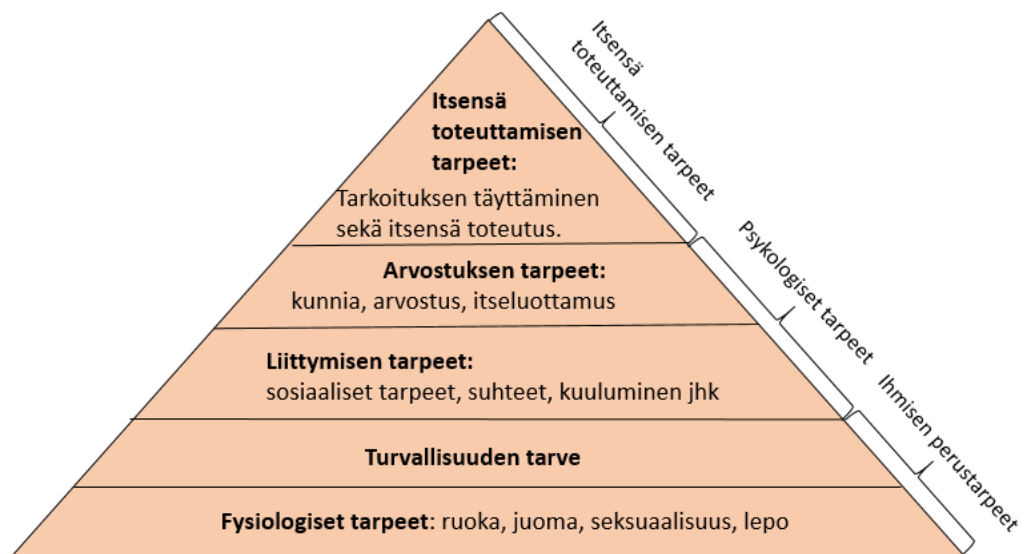 Itsensä
toteuttamisen
tarpeet:
Tarkoituksen täyttäminen
sekä itsensä toteutus.
Arvostuksen tarpeet:
kunnia, arvostus, itseluottamus
Liittymisen tarpeet:
sosiaaliset tarpeet, suhteet, kuuluminen jhk
Turvallisuuden tarve
Fysiologiset tarpeet: ruoka, juoma, seksuaalisuus, lepo
Itsensä
toteuttamisen tarpeet
Psykologiset tarpeet
Ihmisen perustarpeet